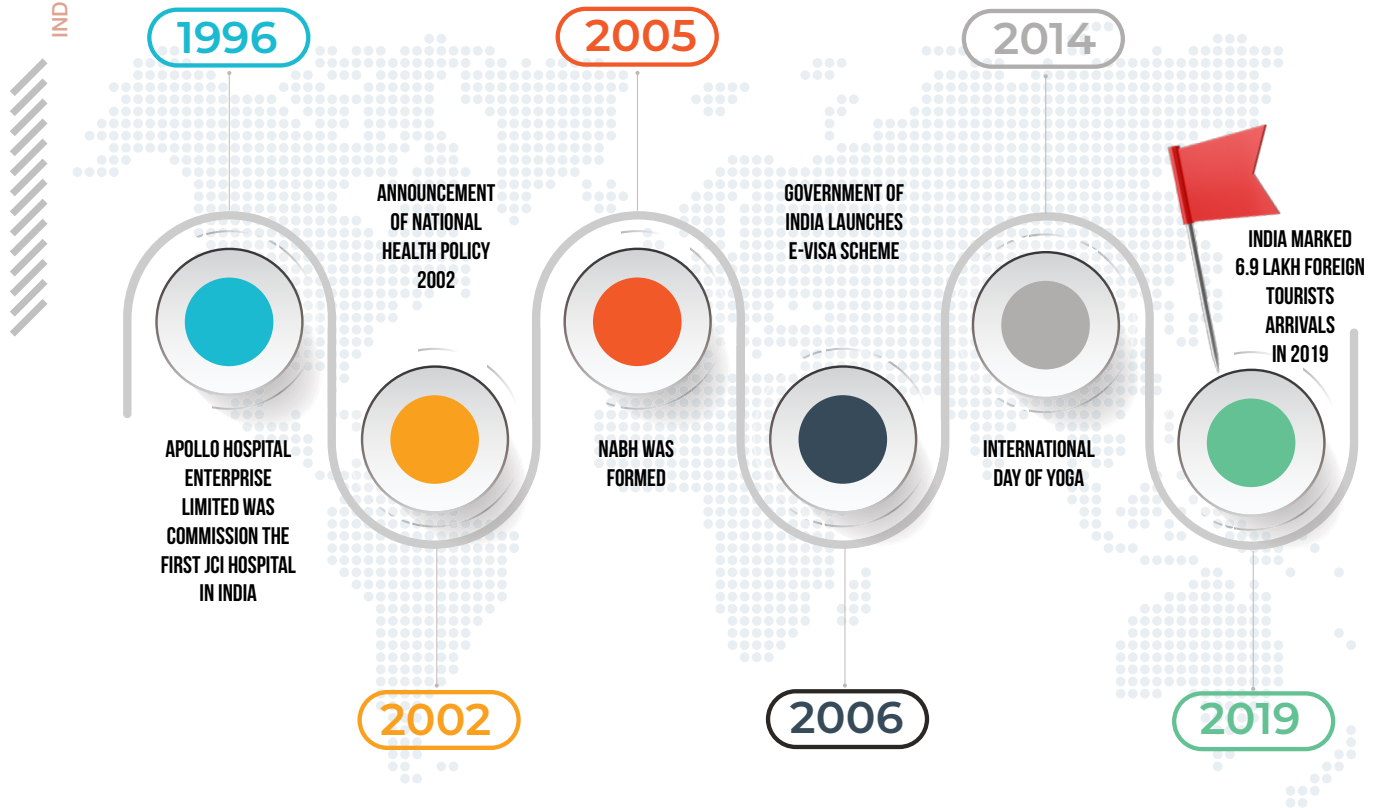 IND
1996
2005
2014
ANNOUNCEMENT
OF NATIONAL
HEALTH POLICY
2002
GOVERNMENT OF
INDIA LAUNCHES
E-VISA SCHEME
INDIA MARKED
6.9 LAKH FOREIGN
TOURISTS
ARRIVALS
IN 2019
APOLLO HOSPITAL
ENTERPRISE
LIMITED WAS
COMMISSION THE
FIRST JCI HOSPITAL
IN INDIA
NABH WAS
FORMED
INTERNATIONAL
DAY OF YOGA
2002
2006
2019